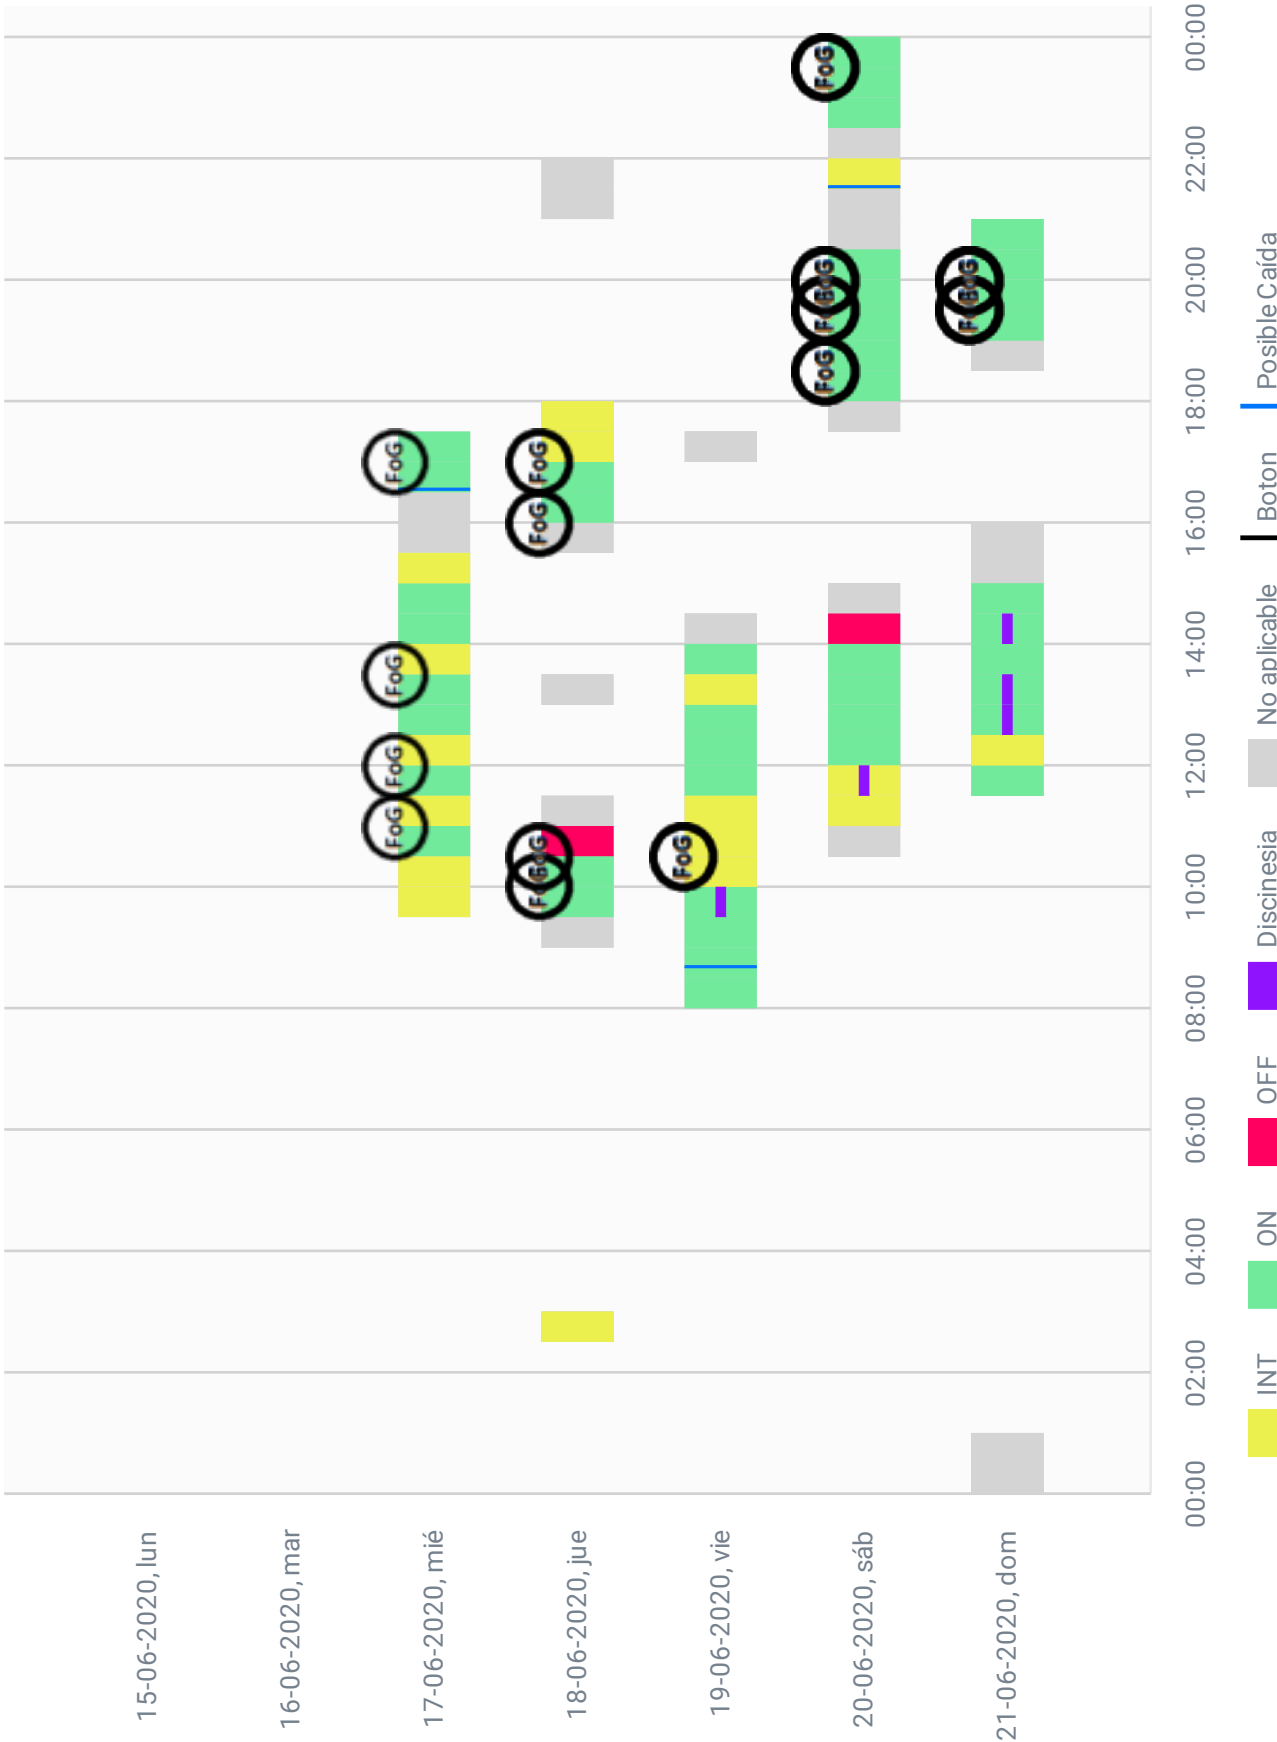 15-06-2020, lun
16-06-2020, mar
17-06-2020, mié
FoG
FoG
FoG
FoG
18-06-2020, jue
FoG
FoG
FoG
19-06-2020, vie
FoG
20-06-2020, sáb
FoG
FoG
21-06-2020, dom
00:00
02:00
04:00
06:00
08:00
10:00
12:00
14:00
16:00
18:00
20:00
22:00
00:00
INT
ON
OFF
Discinesia
No aplicable
Boton
Posible Caída